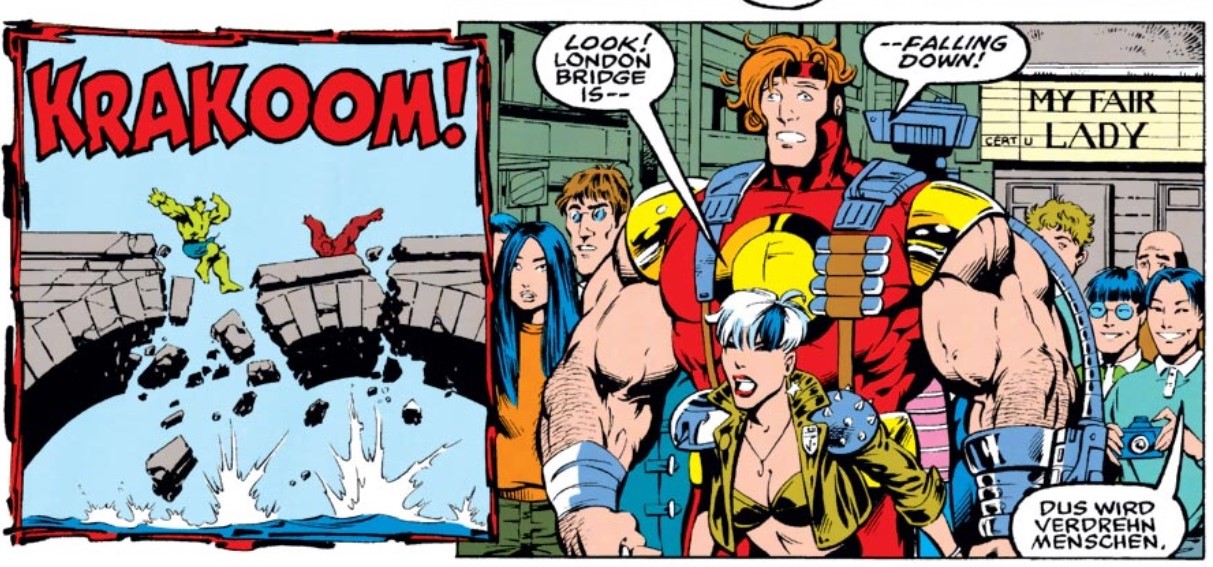 KRAKOOM!
LOOK!
LONDON
BRIDGE
IS--
--FALLING
DOWN!
MY FAIR
CERT U LADY
DUS WIRD
VERDREHN
MENSCHEN.